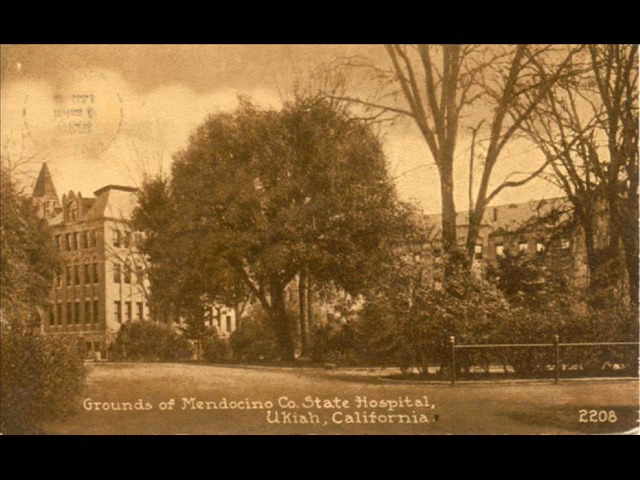 Grounds of Mendocino Co. State Hospital,
Ukiah, California.
2208